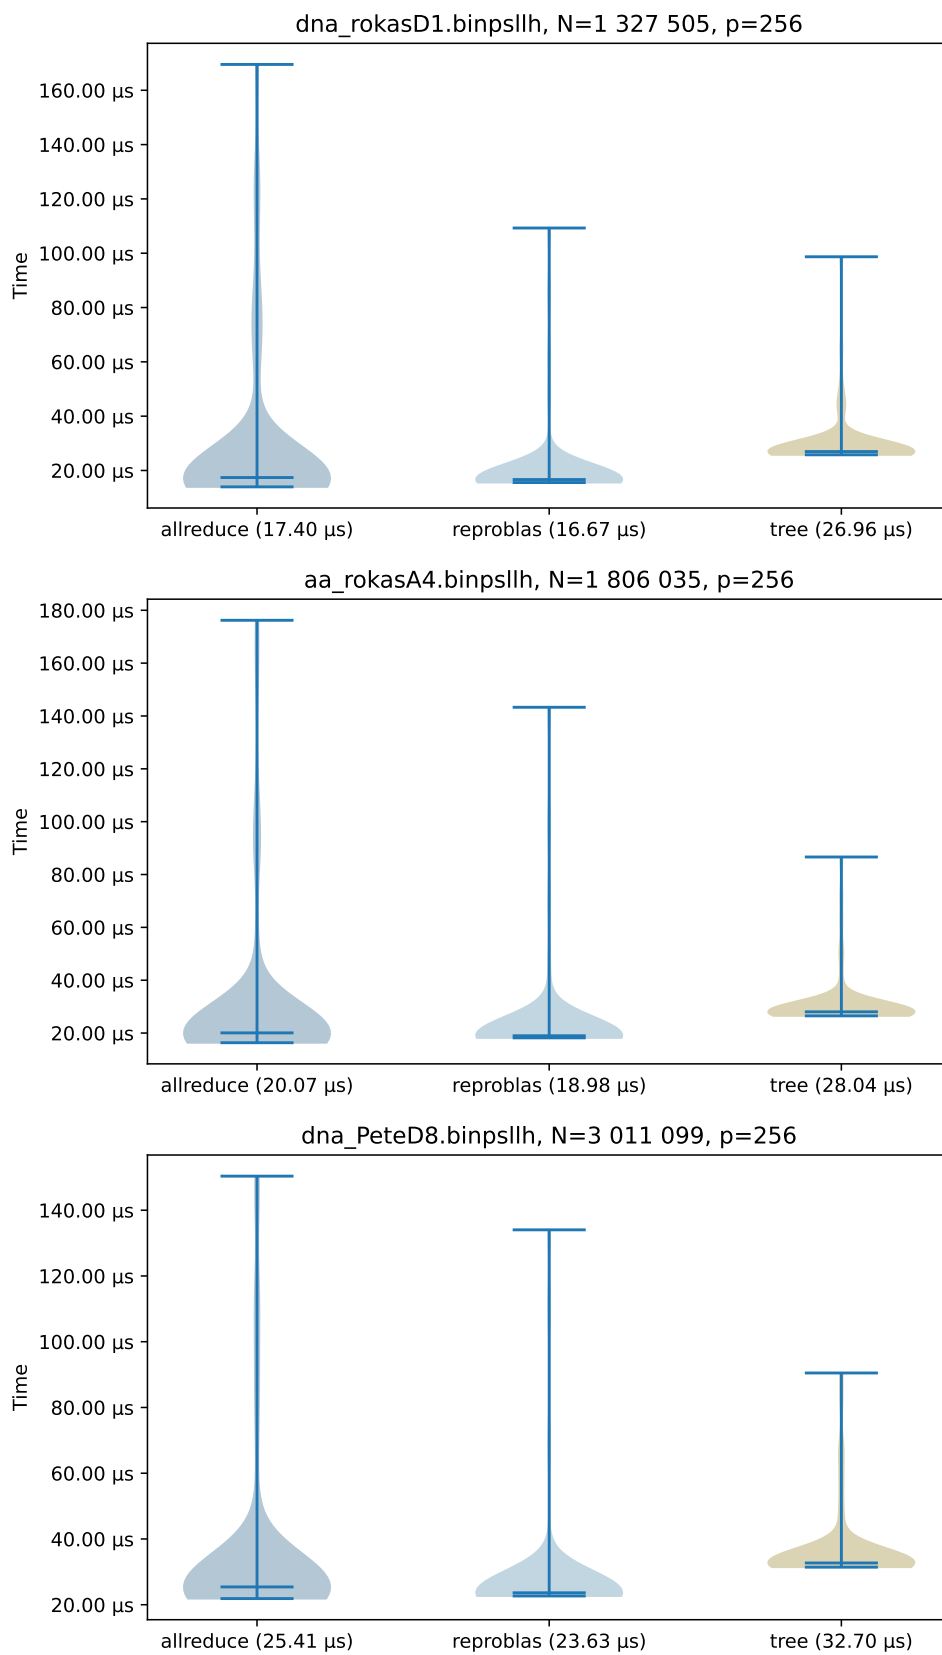 dna_rokasD1.binpsllh, N=1 327 505, p=256
160.00 µs
140.00 µs
120.00 µs
100.00 µs
80.00 µs
60.00 µs
40.00 µs
20.00 µs
Time
allreduce (17.40 µs) reproblas (16.67 µs) tree (26.96 µs)
aa_rokasA4.binpsllh, N=1 806 035, p=256
180.00 µs
160.00 µs
140.00 µs
120.00 µs
100.00 µs
80.00 µs
60.00 µs
40.00 µs
20.00 µs
Time
allreduce (20.07 µs) reproblas (18.98 µs) tree (28.04 µs)
dna_PeteD8.binpsllh, N=3 011 099, p=256
140.00 µs
120.00 µs
100.00 µs
80.00 µs
60.00 µs
40.00 µs
20.00 µs
Time
allreduce (25.41 µs) reproblas (23.63 µs) tree (32.70 µs)